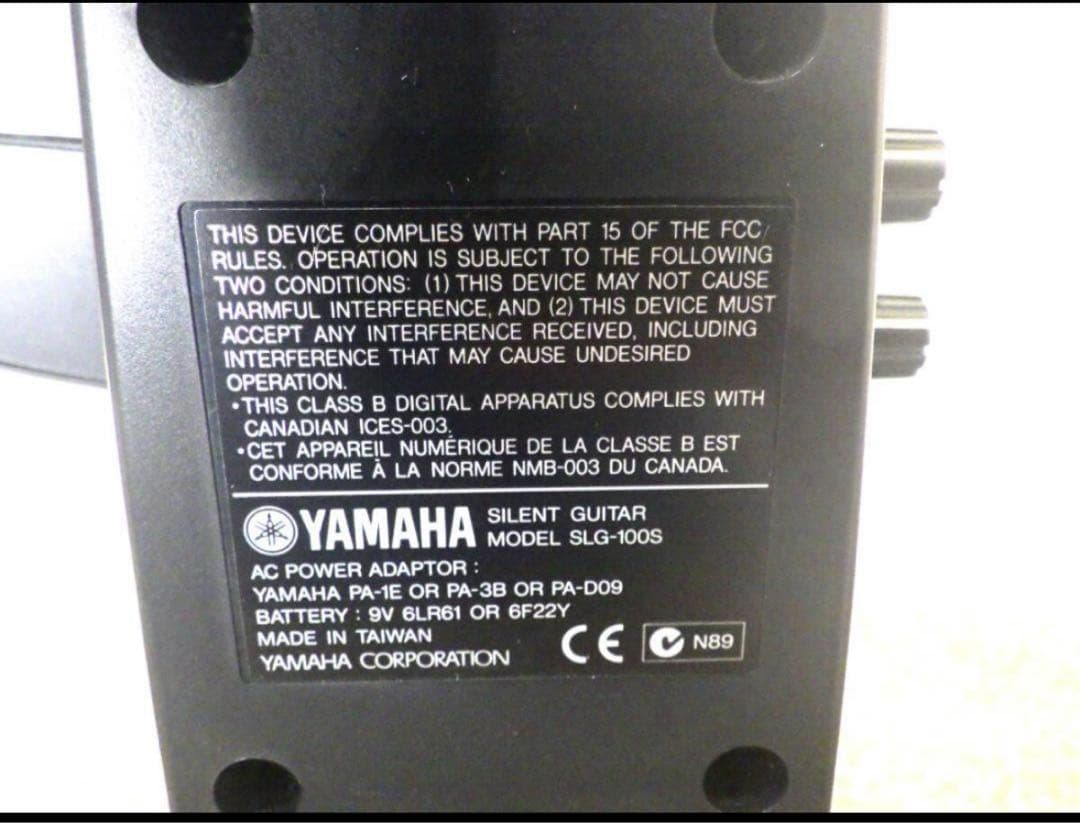 THIS DEVICE COMPLIES WITH PART 15 OF THE FCC
RULES. OPERATION IS SUBJECT TO THE FOLLOWING
TWO CONDITIONS: (1) THIS DEVICE MAY NOT CAUSE
HARMFUL INTERFERENCE, AND (2) THIS DEVICE MUST
ACCEPT ANY INTERFERENCE RECEIVED, INCLUDING
INTERFERENCE THAT MAY CAUSE UNDESIRED
OPERATION.
•THIS CLASS B DIGITAL APPARATUS COMPLIES WITH
CANADIAN ICES-003.
•CET APPAREIL NUMÉRIQUE DE LA CLASSE B EST
CONFORME À LA NORME NMB-003 DU CANADA.
YAMAHA SILENT GUITAR
MODEL SLG-100S
AC POWER ADAPTOR :
YAMAHA PA-1E OR PA-3B OR PA-D09
BATTERY : 9V 6LR61 OR 6F22Y
MADE IN TAIWAN
YAMAHA CORPORATION
CE N89